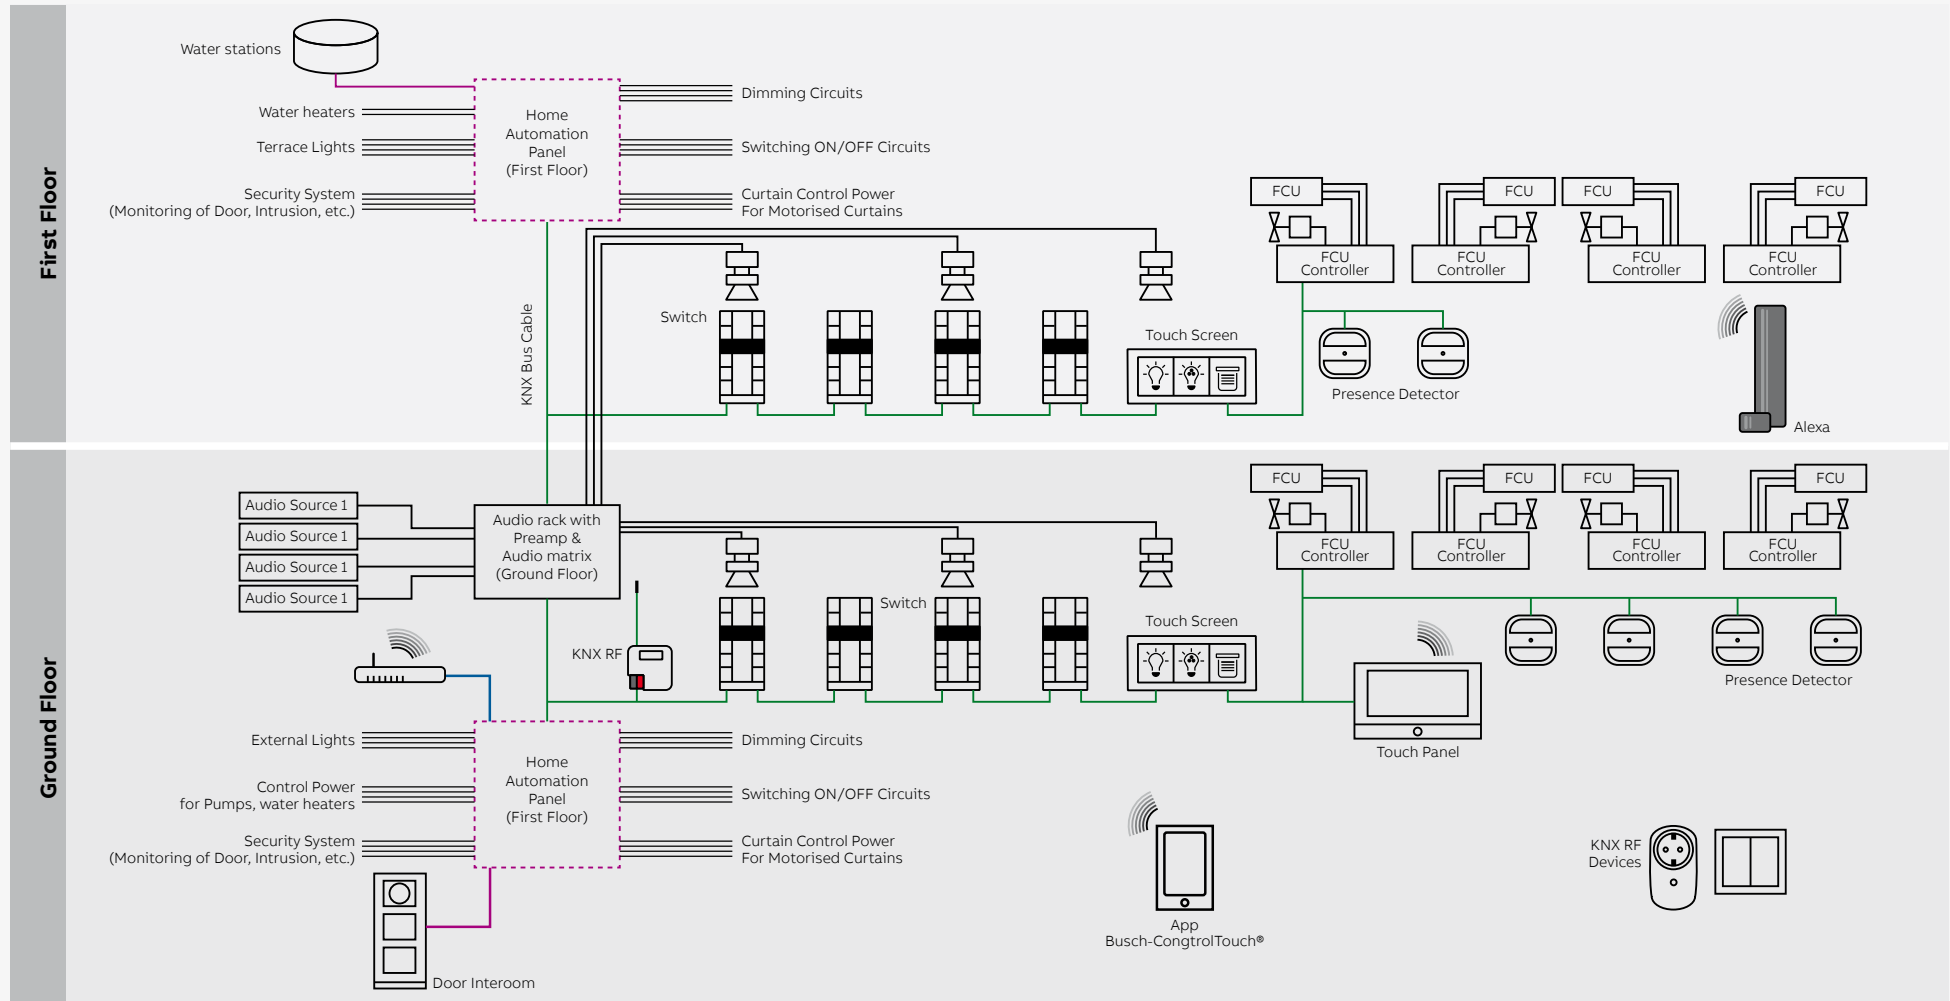 First Floor
Water stations
Water heaters
Terrace Lights
Security System
(Monitoring of Door, Intrusion, etc.)
Home
Automation
Panel
(First Floor)
Dimming Circuits
Switching ON/OFF Circuits
Curtain Control Power
For Motorised Curtains
KNX Bus Cable
Switch
Touch Screen
FCU
FCU
FCU
FCU
FCU
Controller
FCU
Controller
FCU
Controller
FCU
Controller
Presence Detector
Alexa
Ground Floor
Audio Source 1
Audio Source 1
Audio Source 1
Audio Source 1
Audio rack with
Preamp &
Audio matrix
(Ground Floor)
KNX RF
Switch
Touch Screen
FCU
FCU
FCU
FCU
FCU
Controller
FCU
Controller
FCU
Controller
FCU
Controller
Presence Detector
Touch Panel
External Lights
Control Power
for Pumps, water heaters
Security System
(Monitoring of Door, Intrusion, etc.)
Home
Automation
Panel
(First Floor)
Dimming Circuits
Switching ON/OFF Circuits
Curtain Control Power
For Motorised Curtains
Door Interoom
App
Busch-CongtrolTouch®
KNX RF
Devices